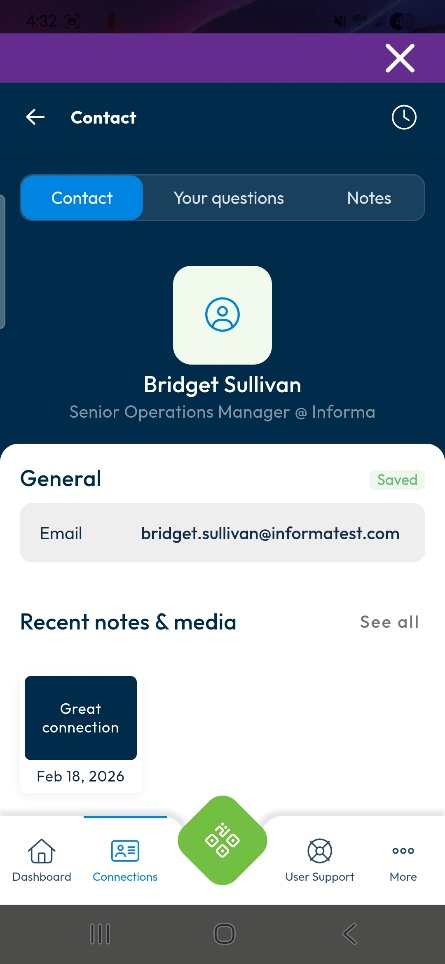 4:32
Contact
Contact Your questions Notes
Bridget Sullivan
Senior Operations Manager @ Informa
General Saved
Email bridget.sullivan@informatest.com
Recent notes & media See all
Great
connection
Feb 18, 2026
Dashboard Connections User Support More